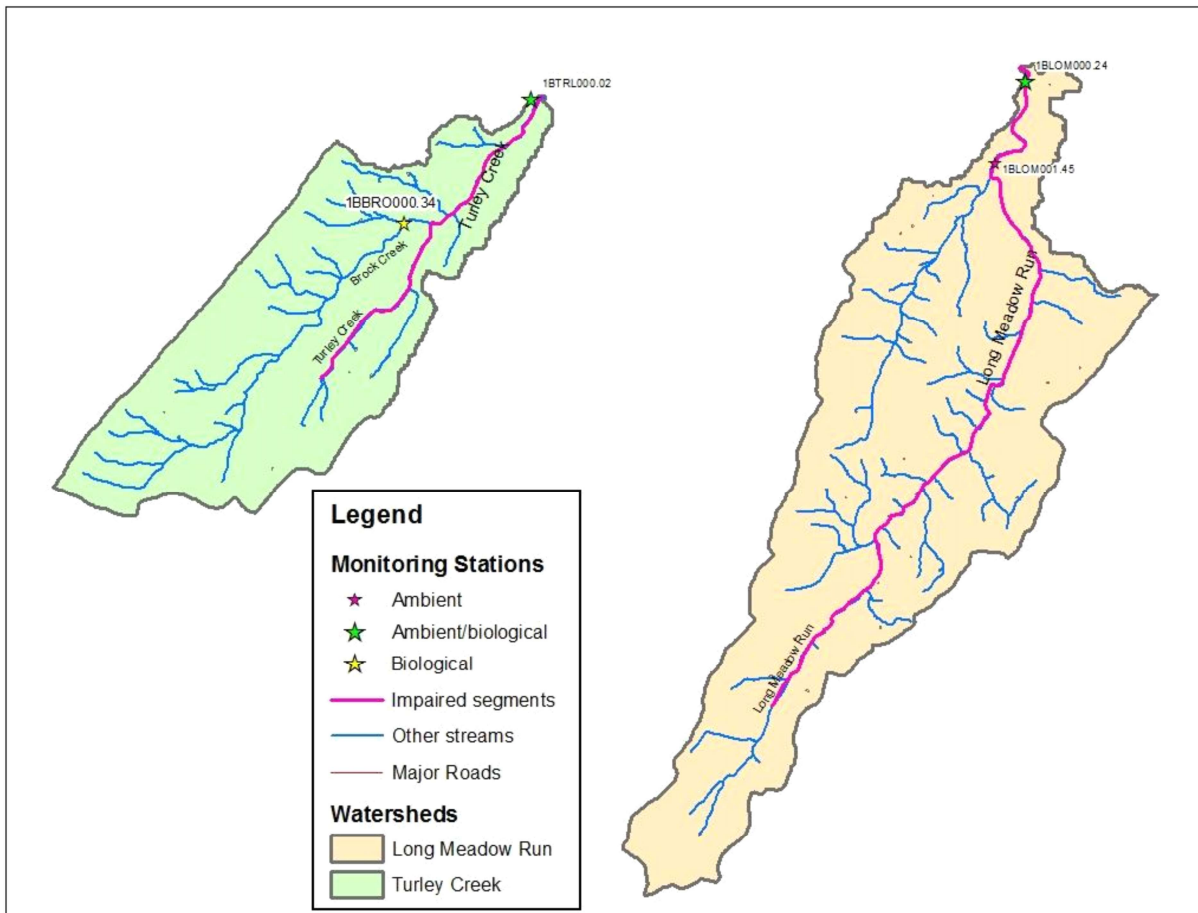 1BTRL000.02
1BLOM000.24
1BLOM001.45
1BBRO000.34
Turley Creek
Brock Creek
Turley Creek
Long Meadow Run
Long Meadow Run
Legend
Monitoring Stations
Ambient
Ambient/biological
Biological
Impaired segments
Other streams
Major Roads
Watersheds
Long Meadow Run
Turley Creek